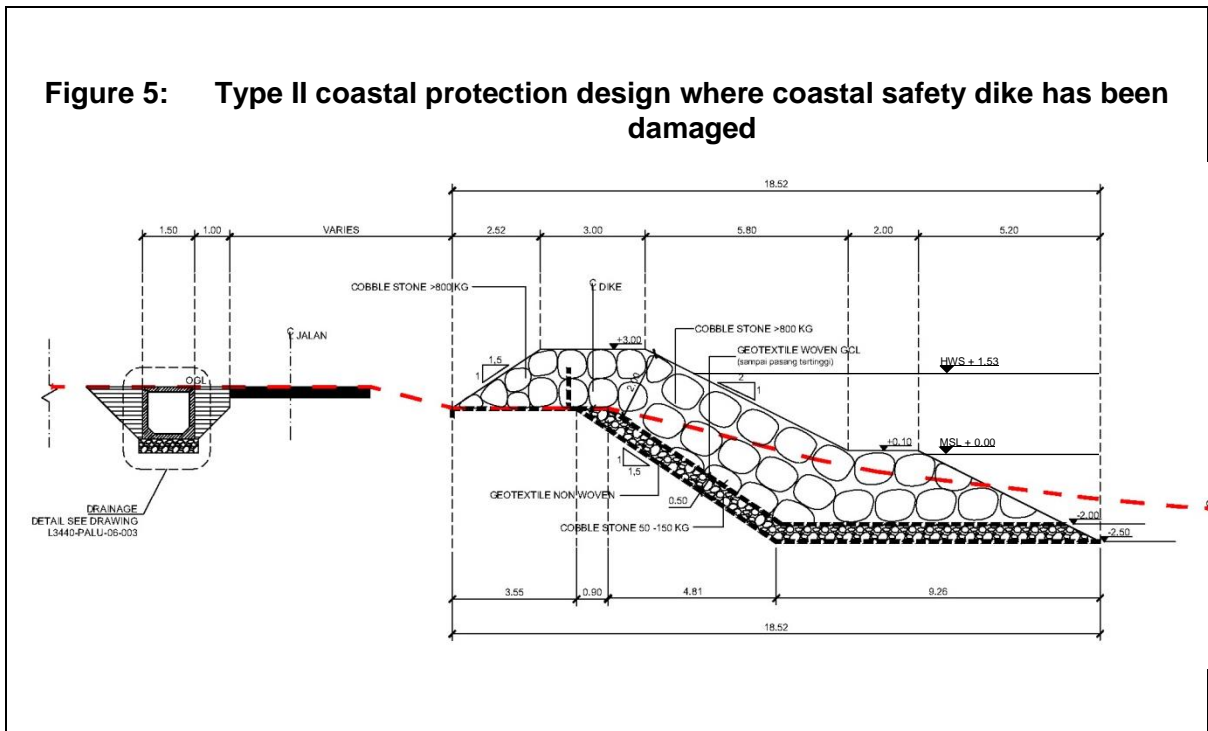 Figure 5: Type II coastal protection design where coastal safety dike has been
damaged
18.52
1.50
1.00
VARIES
2.52
3.00
5.80
2.00
5.20
COBBLE STONE >800 KG
℄ DIKE
COBBLE STONE >800 KG
℄ JALAN
+3.00
GEOTEXTILE WOVEN GCL
(sampai pasang tertinggi)
HWS + 1.53
1,5
1
2
1
OGL
+0.10
MSL + 0.00
1
1,5
GEOTEXTILE NON WOVEN
0.50
DRAINAGE
DETAIL SEE DRAWING
L3440-PALU-06-003
COBBLE STONE 50 -150 KG
-2.00
-2.50
3.55
0.90
4.81
9.26
18.52